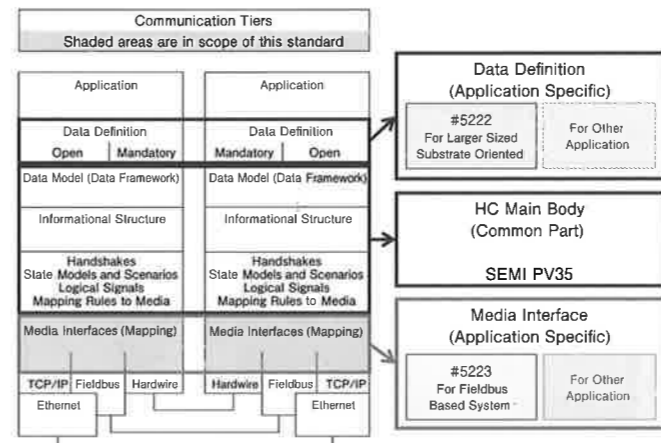 Communication Tiers
Shaded areas are in scope of this standard
Application
Application
Data Definition
Data Definition
Open Mandatory
Mandatory Open
Data Model (Data Framework)
Data Model (Data Framework)
Informational Structure
Informational Structure
Handshakes
State Models and Scenarios
Logical Signals
Mapping Rules to Media
Handshakes
State Models and Scenarios
Logical Signals
Mapping Rules to Media
Media Interfaces (Mapping)
Media Interfaces (Mapping)
TCP/IP Fieldbus Hardwire
Hardwire Fieldbus TCP/IP
Ethernet
Ethernet
Data Definition
(Application Specific)
#5222
For Larger Sized
Substrate Oriented
For Other
Application
HC Main Body
(Common Part)
SEMI PV35
Media Interface
(Application Specific)
#5223
For Fieldbus
Based System
For Other
Application